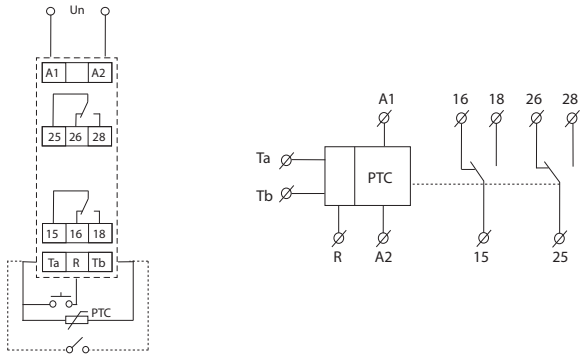 Un
A1 A2
25 26 28
15 16 18
Ta R Tb
PTC
A1 16 18 26 28
Ta
PTC
Tb
R A2 15 25